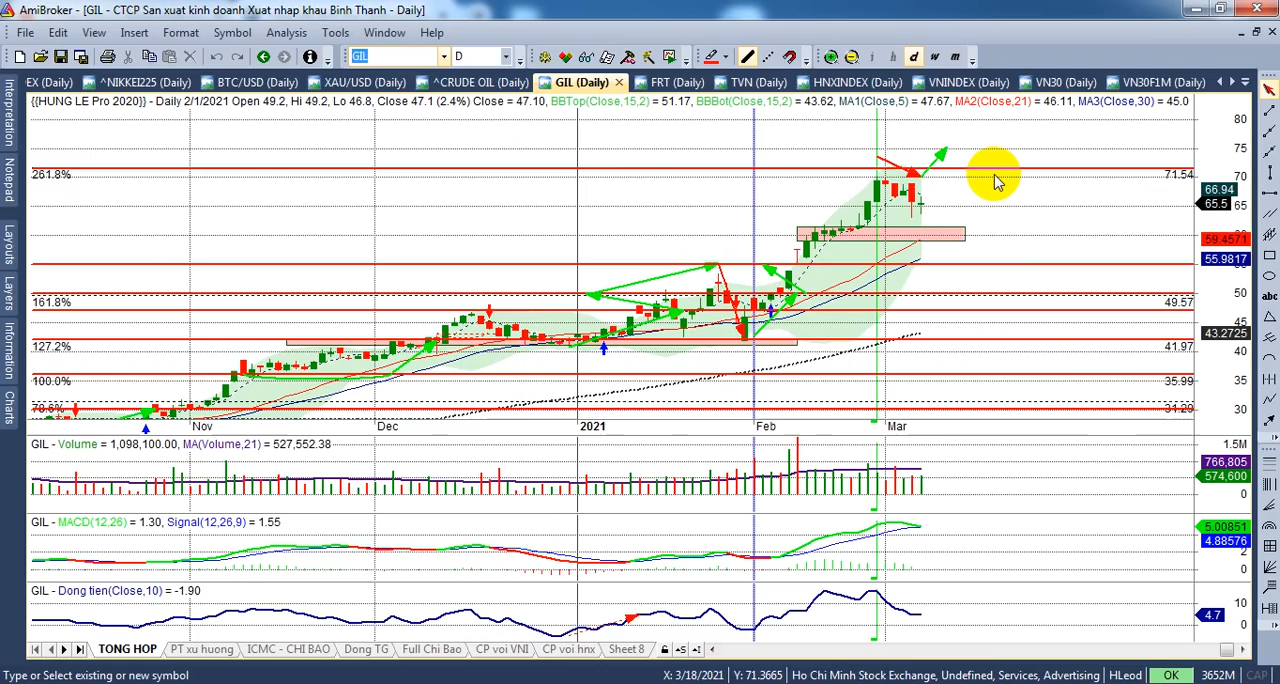 AmiBroker - [GIL - CTCP San xuat kinh doanh Xuat nhap khau Binh Thanh - Daily]
File Edit View Insert Format Symbol Analysis Tools Window Help
GIL D i h d w m
EX (Daily) ^NIKKEI225 (Daily) BTC/USD (Daily) XAU/USD (Daily) ^CRUDE OIL (Daily) GIL (Daily) FRT (Daily) TVN (Daily) HNXINDEX (Daily) VNINDEX (Daily) VN30 (Daily) VN30F1M (Daily)
{{HUNG LE Pro 2020}} - Daily 2/1/2021 Open 49.2, Hi 49.2, Lo 46.8, Close 47.1 (2.4%) Close = 47.10, BBTop(Close,15,2) = 51.17, BBBot(Close,15,2) = 43.62, MA1(Close,5) = 47.67, MA2(Close,21) = 46.11, MA3(Close,30) = 45.0
Interpretation
Notepad
Layouts
Layers
Information
Charts
80
75
261.8% 71.54
70
66.94
65.5
65
59.4571
55.9817
50
161.8% 49.57
45
43.2725
127.2% 41.97
40
100.0% 35.99
35
78.6% 31.29
30
Nov Dec 2021 Feb Mar
GIL - Volume = 1,098,100.00, MA(Volume,21) = 527,552.38
1.5M
766,805
574,600
0
GIL - MACD(12,26) = 1.30, Signal(12,26,9) = 1.55
5.00851
4.88576
2
0
GIL - Dong tien(Close,10) = -1.90
10
4.7
0
TONG HOP PT xu huong ICMC - CHI BAO Dong TG Full Chi Bao CP voi VNI CP voi hnx Sheet 8
Type or Select existing or new symbol X: 3/18/2021 Y: 71.3665 Ho Chi Minh Stock Exchange, Undefined, Services, Advertising HLeod OK 3652M CAP
abc